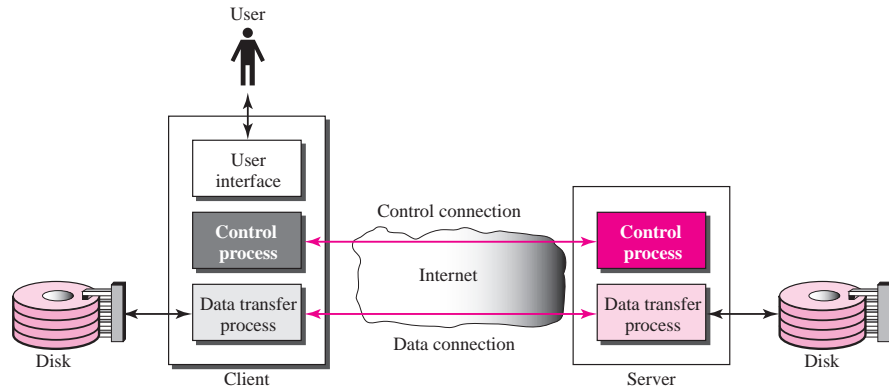 User
User
interface
Control connection
Control
process
Control
process
Internet
Data transfer
process
Data transfer
process
Disk
Data connection
Disk
Client
Server